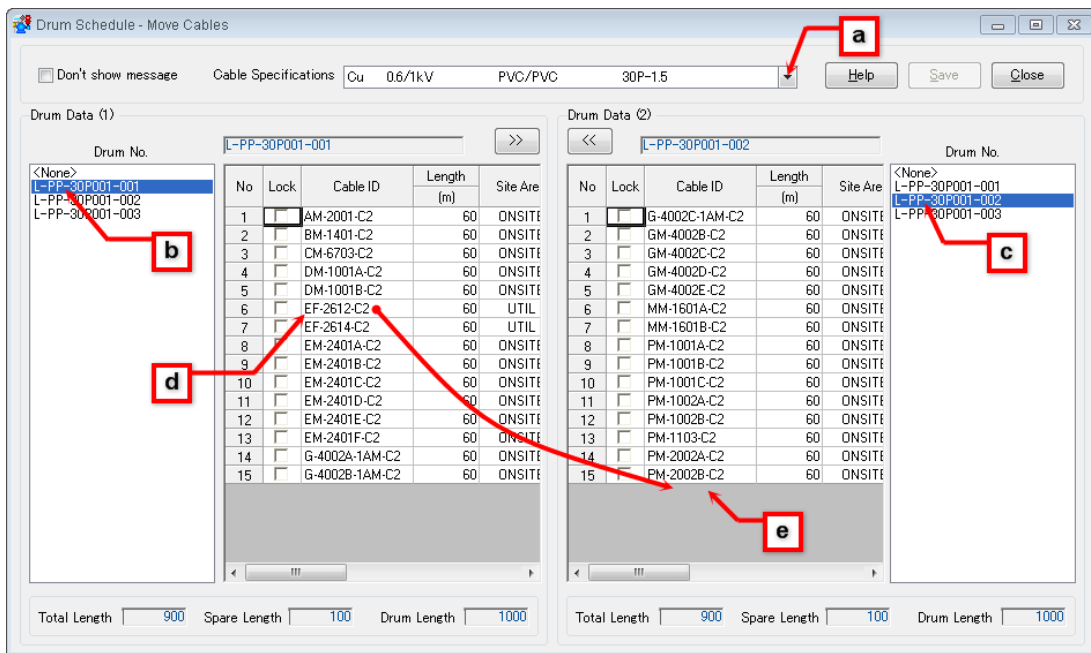 Drum Schedule - Move Cables
a
Don't show message Cable Specifications Cu 0.6/1kV PVC/PVC 30P-1.5 Help Save Close
Drum Data (1)
L-PP-30P001-001 >>
Drum No.
<None>
L-PP-30P001-001
L-PP-30P001-002
L-PP-30P001-003
b
No Lock Cable ID Length (m) Site Are
1 AM-2001-C2 60 ONSITE
2 BM-1401-C2 60 ONSITE
3 CM-6703-C2 60 ONSITE
4 DM-1001A-C2 60 ONSITE
5 DM-1001B-C2 60 ONSITE
6 EF-2612-C2 60 UTIL
7 EF-2614-C2 60 UTIL
8 EM-2401A-C2 60 ONSITE
9 EM-2401B-C2 60 ONSITE
10 EM-2401C-C2 60 ONSITE
11 EM-2401D-C2 60 ONSITE
12 EM-2401E-C2 60 ONSITE
13 EM-2401F-C2 60 ONSITE
14 G-4002A-1AM-C2 60 ONSITE
15 G-4002B-1AM-C2 60 ONSITE
d
Total Length 900 Spare Length 100 Drum Length 1000
Drum Data (2)
<< L-PP-30P001-002
No Lock Cable ID Length (m) Site Are
1 G-4002C-1AM-C2 60 ONSITE
2 GM-4002B-C2 60 ONSITE
3 GM-4002C-C2 60 ONSITE
4 GM-4002D-C2 60 ONSITE
5 GM-4002E-C2 60 ONSITE
6 MM-1601A-C2 60 ONSITE
7 MM-1601B-C2 60 ONSITE
8 PM-1001A-C2 60 ONSITE
9 PM-1001B-C2 60 ONSITE
10 PM-1001C-C2 60 ONSITE
11 PM-1002A-C2 60 ONSITE
12 PM-1002B-C2 60 ONSITE
13 PM-1103-C2 60 ONSITE
14 PM-2002A-C2 60 ONSITE
15 PM-2002B-C2 60 ONSITE
e
Drum No.
<None>
L-PP-30P001-001
L-PP-30P001-002
L-PP-30P001-003
c
Total Length 900 Spare Length 100 Drum Length 1000